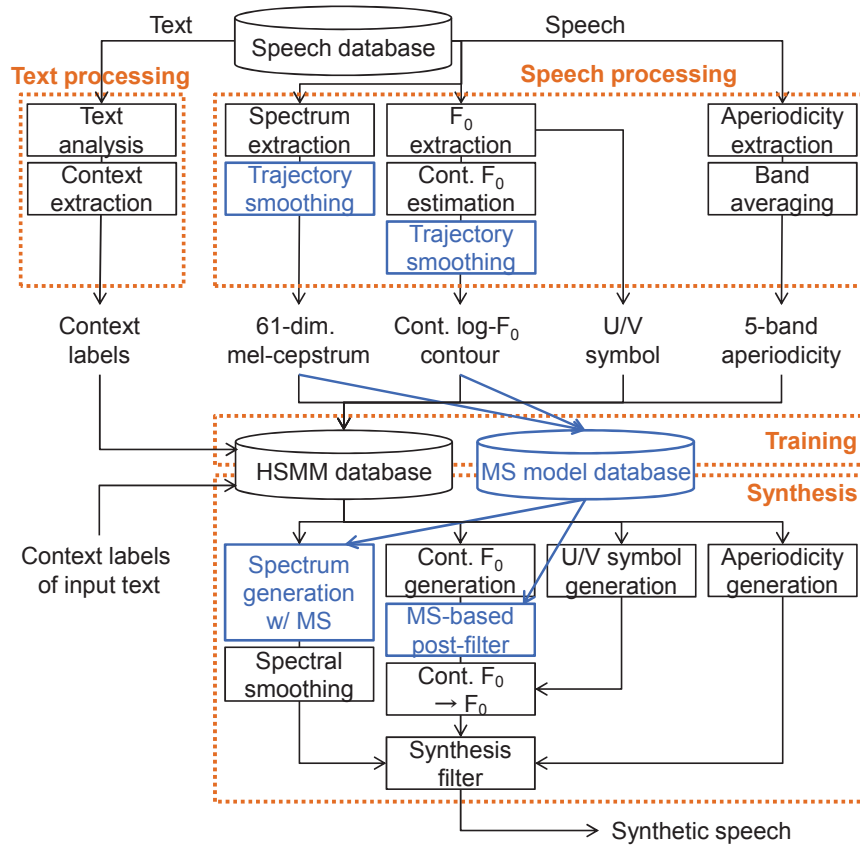 Text
Speech database
Speech
Text processing
Speech processing
Text
analysis
Context
extraction
Spectrum
extraction
Trajectory
smoothing
F₀
extraction
Cont. F₀
estimation
Trajectory
smoothing
Aperiodicity
extraction
Band
averaging
Context
labels
61-dim.
mel-cepstrum
Cont. log-F₀
contour
U/V
symbol
5-band
aperiodicity
Training
HSMM database
MS model database
Synthesis
Context labels
of input text
Spectrum
generation
w/ MS
Spectral
smoothing
Cont. F₀
generation
MS-based
post-filter
Cont. F₀
→ F₀
U/V symbol
generation
Aperiodicity
generation
Synthesis
filter
Synthetic speech